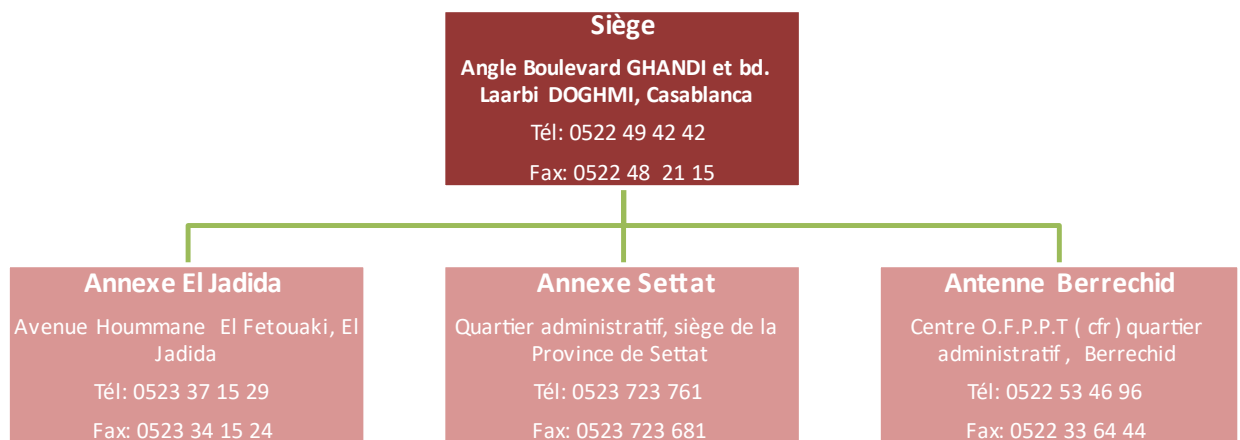 Siège
Angle Boulevard GHANDI et bd.
Laarbi DOGHMI, Casablanca
Tél: 0522 49 42 42
Fax: 0522 48 21 15
Annexe El Jadida
Avenue Hoummane El Fetouaki, El
Jadida
Tél: 0523 37 15 29
Fax: 0523 34 15 24
Annexe Settat
Quartier administratif, siège de la
Province de Settat
Tél: 0523 723 761
Fax: 0523 723 681
Antenne Berrechid
Centre O.F.P.P.T ( cfr ) quartier
administratif , Berrechid
Tél: 0522 53 46 96
Fax: 0522 33 64 44